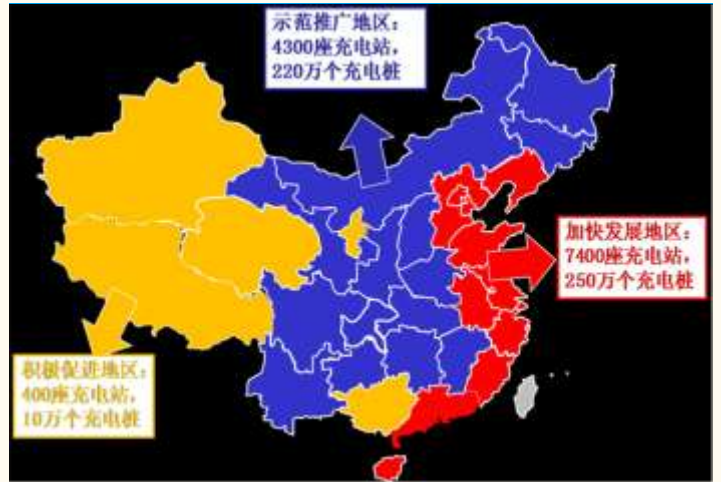 示范推广地区：
4300座充电站，
220万个充电桩
加快发展地区：
7400座充电站，
250万个充电桩
积极促进地区：
400座充电站，
10万个充电桩